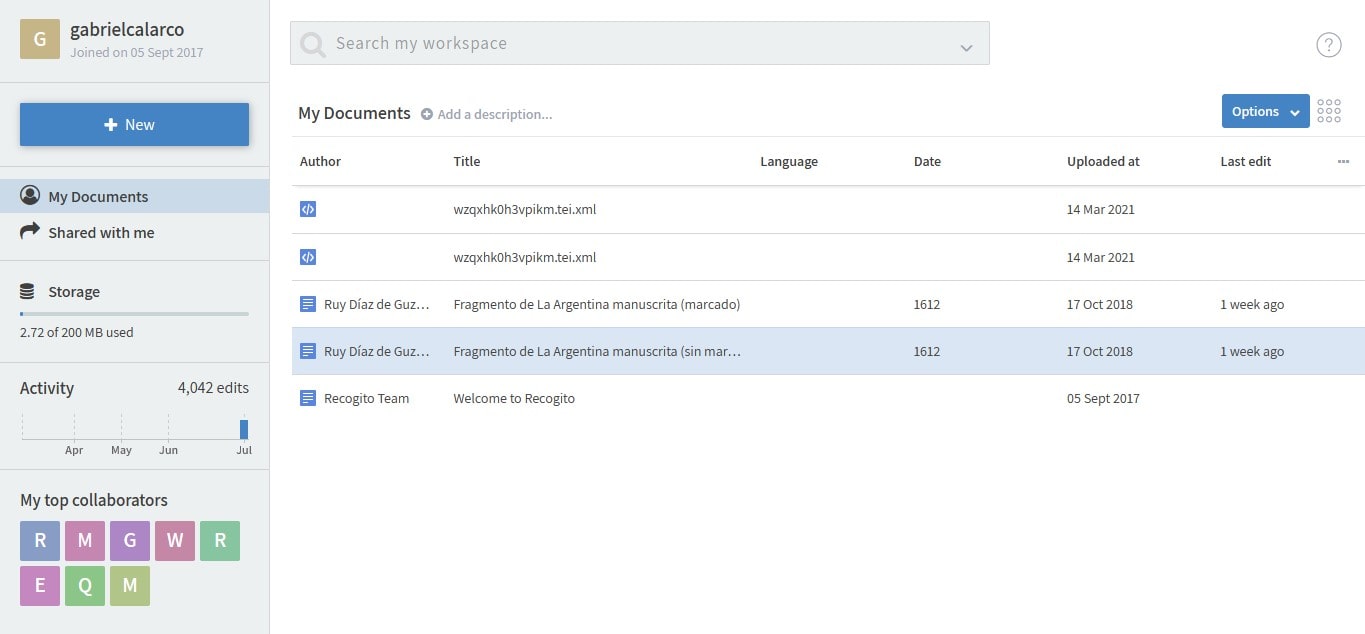 G
gabrielcalarco
Joined on 05 Sept 2017
New
My Documents
Shared with me
Storage
2.72 of 200 MB used
Activity 4,042 edits
Apr May Jun Jul
My top collaborators
R M G W R
E Q M
Search my workspace
?
My Documents Add a description...
Options
Author Title Language Date Uploaded at Last edit ...
wzqxhk0h3vpikm.tei.xml 14 Mar 2021
wzqxhk0h3vpikm.tei.xml 14 Mar 2021
Ruy Díaz de Guz... Fragmento de La Argentina manuscrita (marcado) 1612 17 Oct 2018 1 week ago
Ruy Díaz de Guz... Fragmento de La Argentina manuscrita (sin mar... 1612 17 Oct 2018 1 week ago
Recogito Team Welcome to Recogito 05 Sept 2017